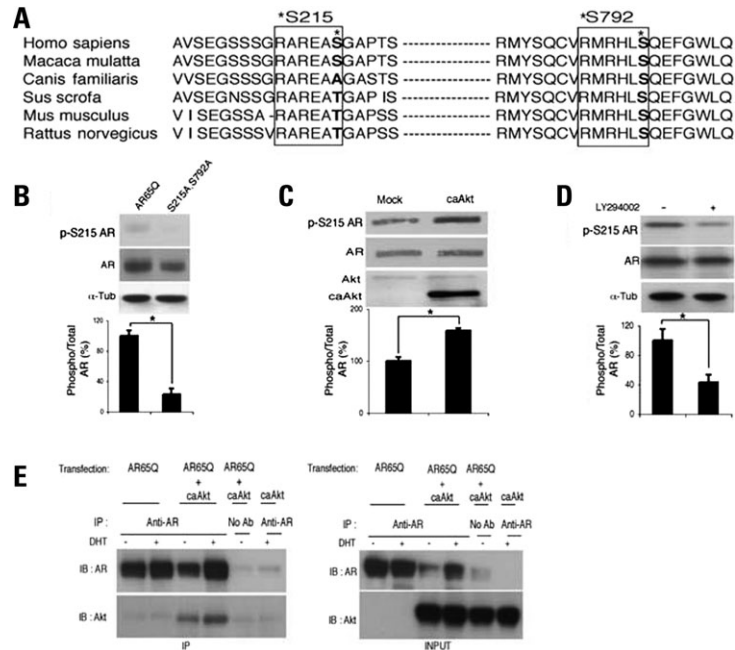 A
*S215 *S792
* *
Homo sapiens AVSEGSSSGRAREASGAPTS -------------- RMYSQCVRMRHLSQEFGWLQ
Macaca mulatta AVSEGSSSGRAREASGAPTS -------------- RMYSQCVRMRHLSQEFGWLQ
Canis familiaris VVSEGSSSGRAREAAGASTS -------------- RMYSQCVRMRHLSQEFGWLQ
Sus scrofa AVSEGNSSGRAREATGAP IS -------------- RMYSQCVRMRHLSQEFGWLQ
Mus musculus V I SEGSSA -RAREATGAPSS -------------- RMYSQCVRMRHLSQEFGWLQ
Rattus norvegicus V I SEGSSSVRAREATGAPSS -------------- RMYSQCVRMRHLSQEFGWLQ
B
AR65Q
S215A.S792A
p-S215 AR
AR
α-Tub
Phospho/Total
AR (%)
120
80
40
0
*
C
Mock caAkt
p-S215 AR
AR
Akt
caAkt
Phospho/Total
AR (%)
200
100
0
*
D
LY294002 - +
p-S215 AR
AR
α-Tub
Phospho/Total
AR (%)
120
80
40
0
*
E
Transfection: AR65Q AR65Q + caAkt AR65Q + caAkt caAkt
IP : Anti-AR No Ab Anti-AR
DHT - + - + - +
IB : AR
IB : Akt
IP
Transfection: AR65Q AR65Q + caAkt AR65Q + caAkt caAkt
IP : Anti-AR No Ab Anti-AR
DHT - + - + - +
IB : AR
IB : Akt
INPUT